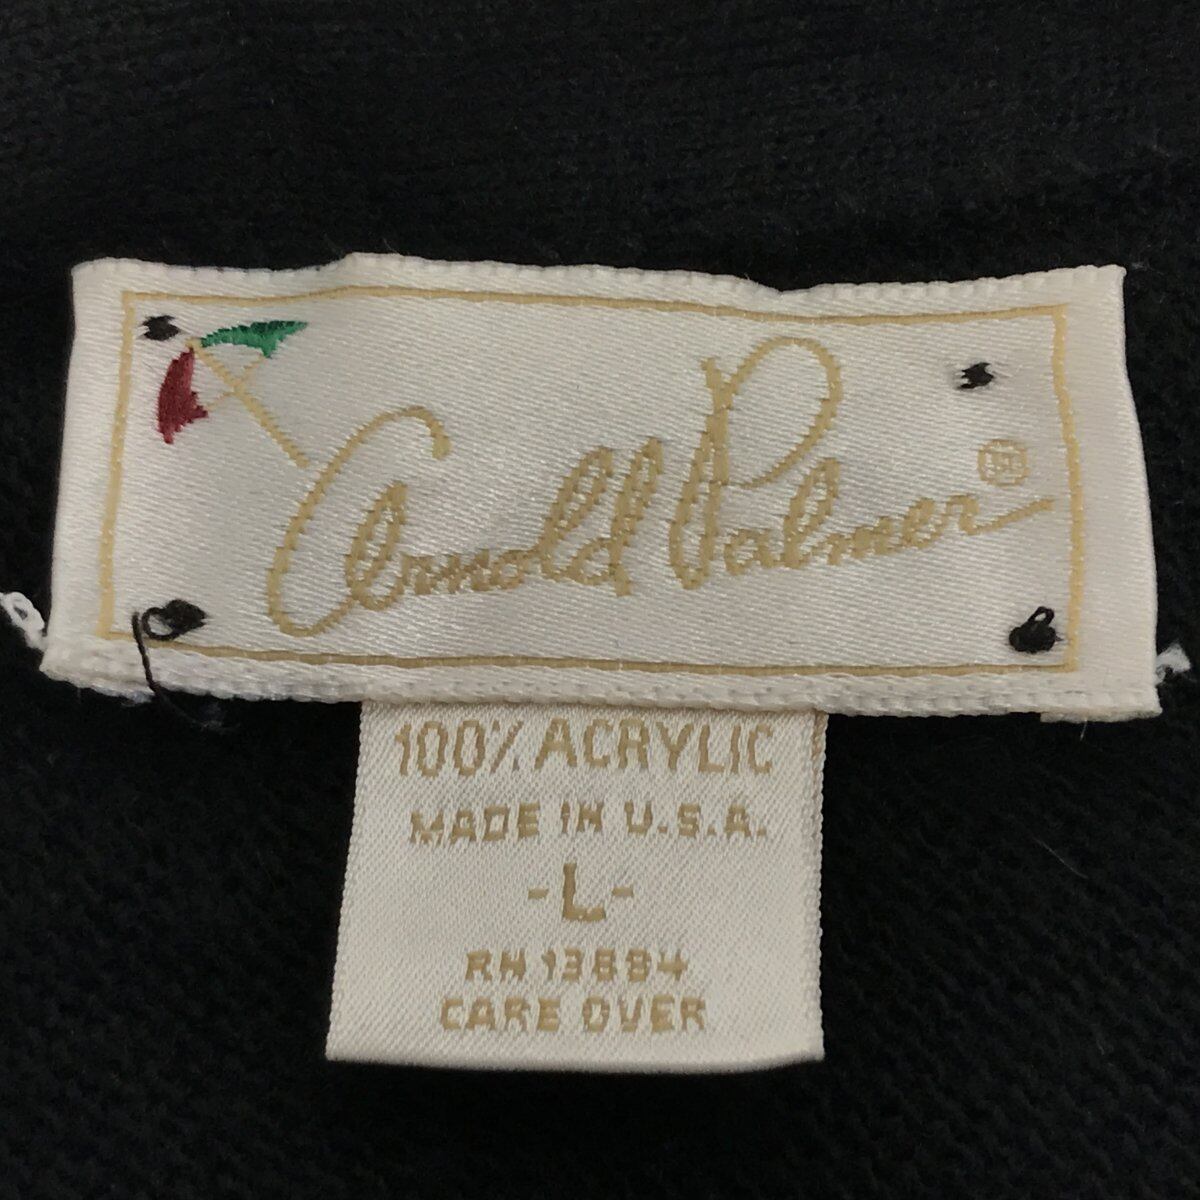 Arnold Palmer®
100% ACRYLIC
MADE IN U.S.A.
-L-
RN 13884
CARE OVER